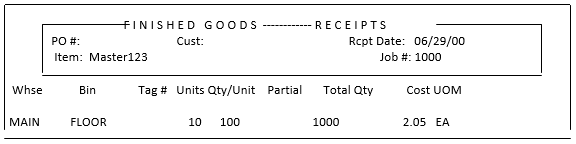 FINISHED GOODS ------------ RECEIPTS
PO #: Cust: Rcpt Date: 06/29/00
Item: Master123 Job #: 1000
Whse Bin Tag # Units Qty/Unit Partial Total Qty Cost UOM
MAIN FLOOR 10 100 1000 2.05 EA